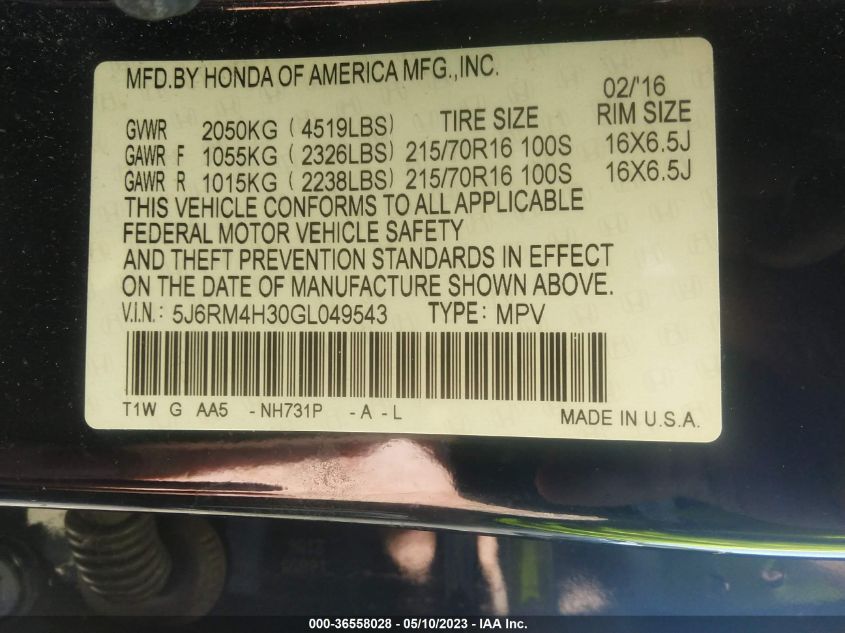 MFD.BY HONDA OF AMERICA MFG.,INC.
02/'16
GVWR 2050KG (4519LBS) TIRE SIZE RIM SIZE
GAWR F 1055KG (2326LBS) 215/70R16 100S 16X6.5J
GAWR R 1015KG (2238LBS) 215/70R16 100S 16X6.5J
THIS VEHICLE CONFORMS TO ALL APPLICABLE
FEDERAL MOTOR VEHICLE SAFETY
AND THEFT PREVENTION STANDARDS IN EFFECT
ON THE DATE OF MANUFACTURE SHOWN ABOVE.
V.I.N.: 5J6RM4H30GL049543 TYPE: MPV
T1W G AA5 - NH731P - A - L
MADE IN U.S.A.
000-36558028 - 05/10/2023 - IAA Inc.